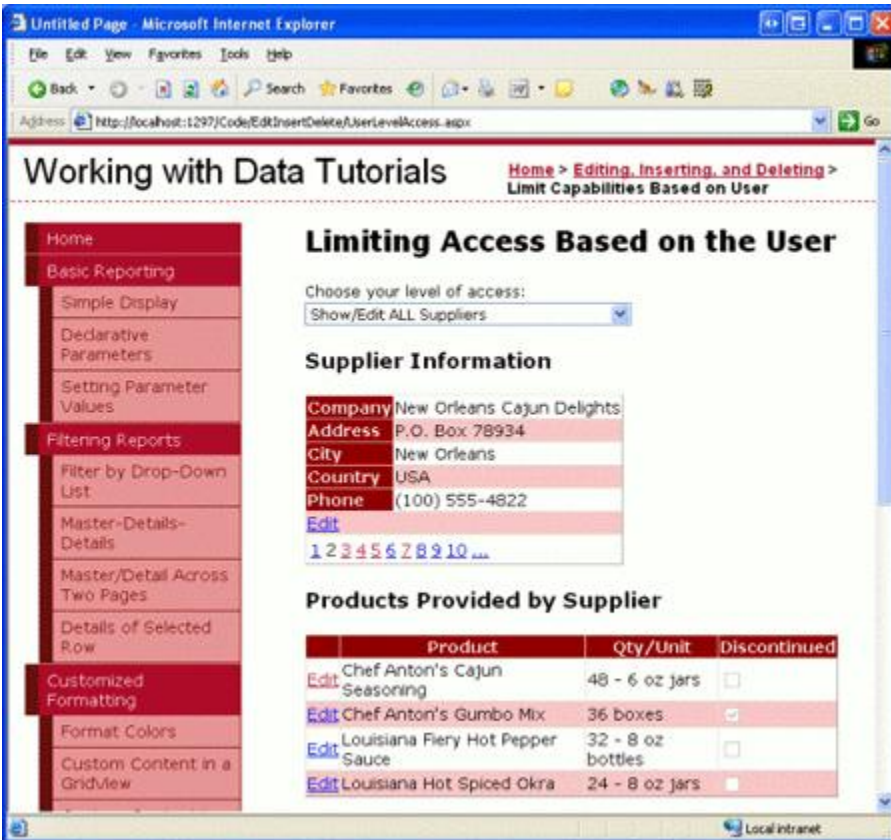 Untitled Page - Microsoft Internet Explorer
File Edit View Favorites Tools Help
Back Search Favorites
Address http://localhost:1297/Code/EditInsertDelete/UserLevelAccess.aspx Go
Working with Data Tutorials
Home > Editing, Inserting, and Deleting >
Limit Capabilities Based on User
Home
Basic Reporting
Simple Display
Declarative
Parameters
Setting Parameter
Values
Filtering Reports
Filter by Drop-Down
List
Master-Details-
Details
Master/Detail Across
Two Pages
Details of Selected
Row
Customized
Formatting
Format Colors
Custom Content in a
GridView
Limiting Access Based on the User
Choose your level of access:
Show/Edit ALL Suppliers
Supplier Information
Company New Orleans Cajun Delights
Address P.O. Box 78934
City New Orleans
Country USA
Phone (100) 555-4822
Edit
1 2 3 4 5 6 7 8 9 10 ...
Products Provided by Supplier
Product Qty/Unit Discontinued
Edit Chef Anton's Cajun
Seasoning 48 - 6 oz jars
Edit Chef Anton's Gumbo Mix 36 boxes
Edit Louisiana Fiery Hot Pepper
Sauce 32 - 8 oz
bottles
Edit Louisiana Hot Spiced Okra 24 - 8 oz jars
Local intranet